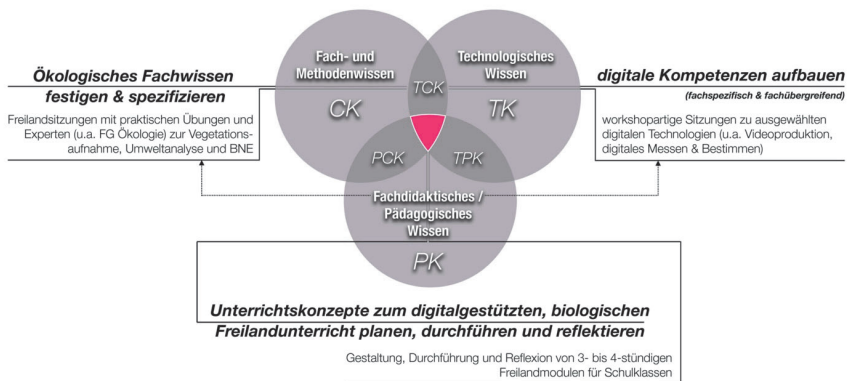 Fach- und
Methodenwissen
CK
Technologisches
Wissen
TK
TCK
Ökologisches Fachwissen
festigen & spezifizieren
Freilandsitzungen mit praktischen Übungen und
Experten (u.a. FG Ökologie) zur Vegetations-
aufnahme, Umweltanalyse und BNE
digitale Kompetenzen aufbauen
(fachspezifisch & fachübergreifend)
workshopartige Sitzungen zu ausgewählten
digitalen Technologien (u.a. Videoproduktion,
digitales Messen & Bestimmen)
PCK
TPK
Fachdidaktisches /
Pädagogisches
Wissen
PK
Unterrichtskonzepte zum digitalgestützten, biologischen
Freilandunterricht planen, durchführen und reflektieren
Gestaltung, Durchführung und Reflexion von 3- bis 4-stündigen
Freilandmodulen für Schulklassen